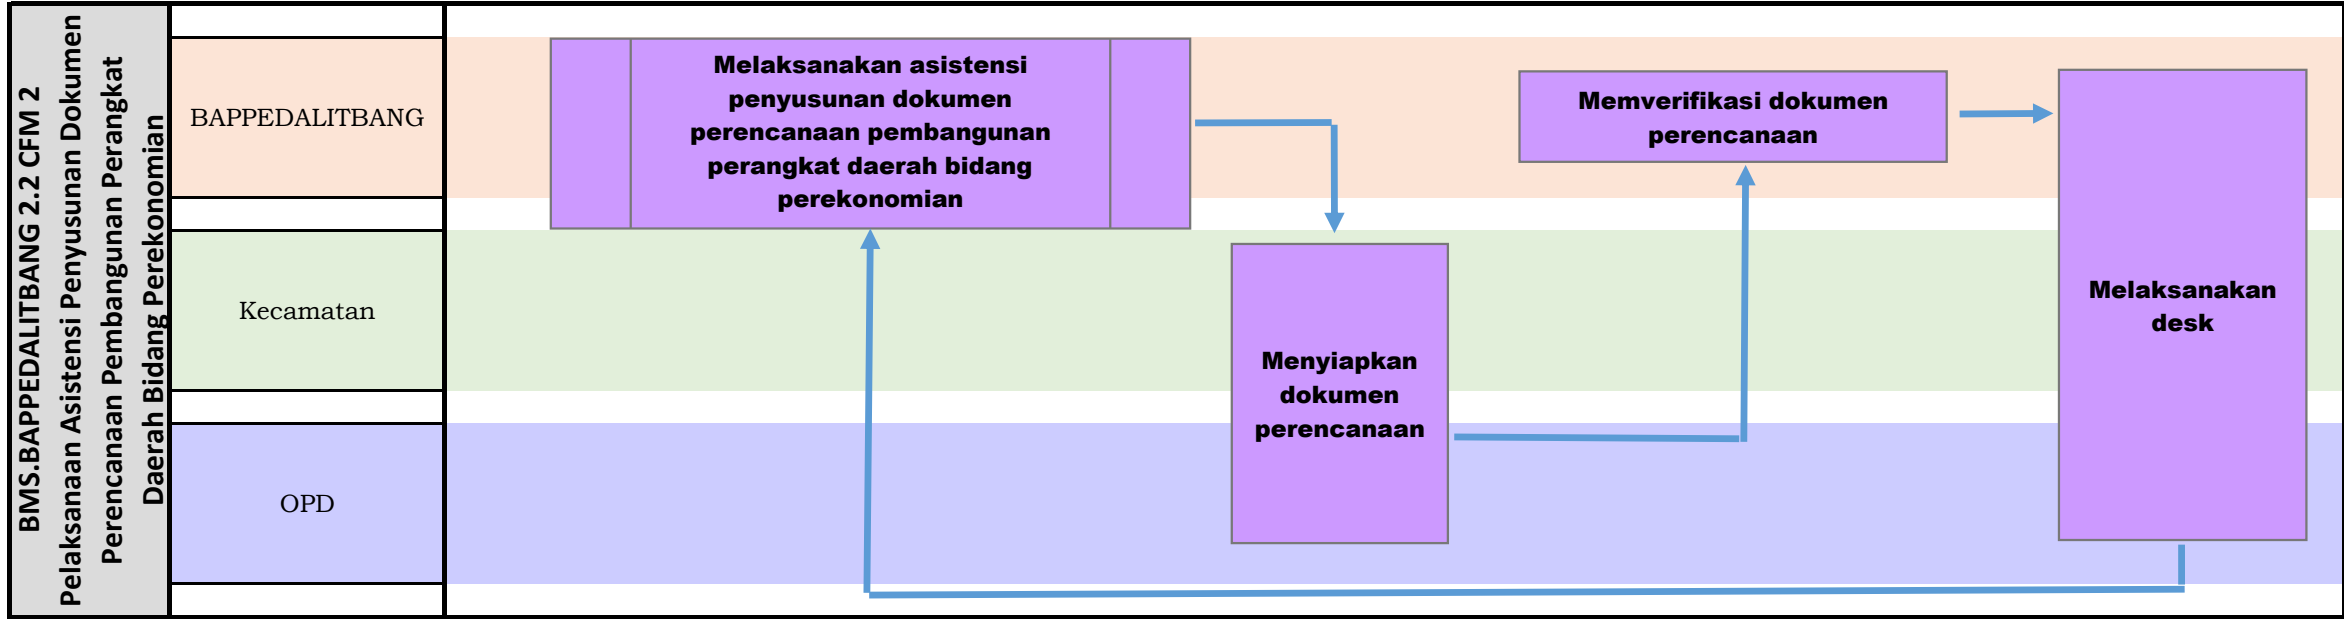 BMS.BAPPEDALITBANG 2.2 CFM 2
Pelaksanaan Asistensi Penyusunan Dokumen
Perencanaan Pembangunan Perangkat
Daerah Bidang Perekonomian
BAPPEDALITBANG
Melaksanakan asistensi
penyusunan dokumen
perencanaan pembangunan
perangkat daerah bidang
perekonomian
Memverifikasi dokumen
perencanaan
Kecamatan
Menyiapkan
dokumen
perencanaan
Melaksanakan
desk
OPD